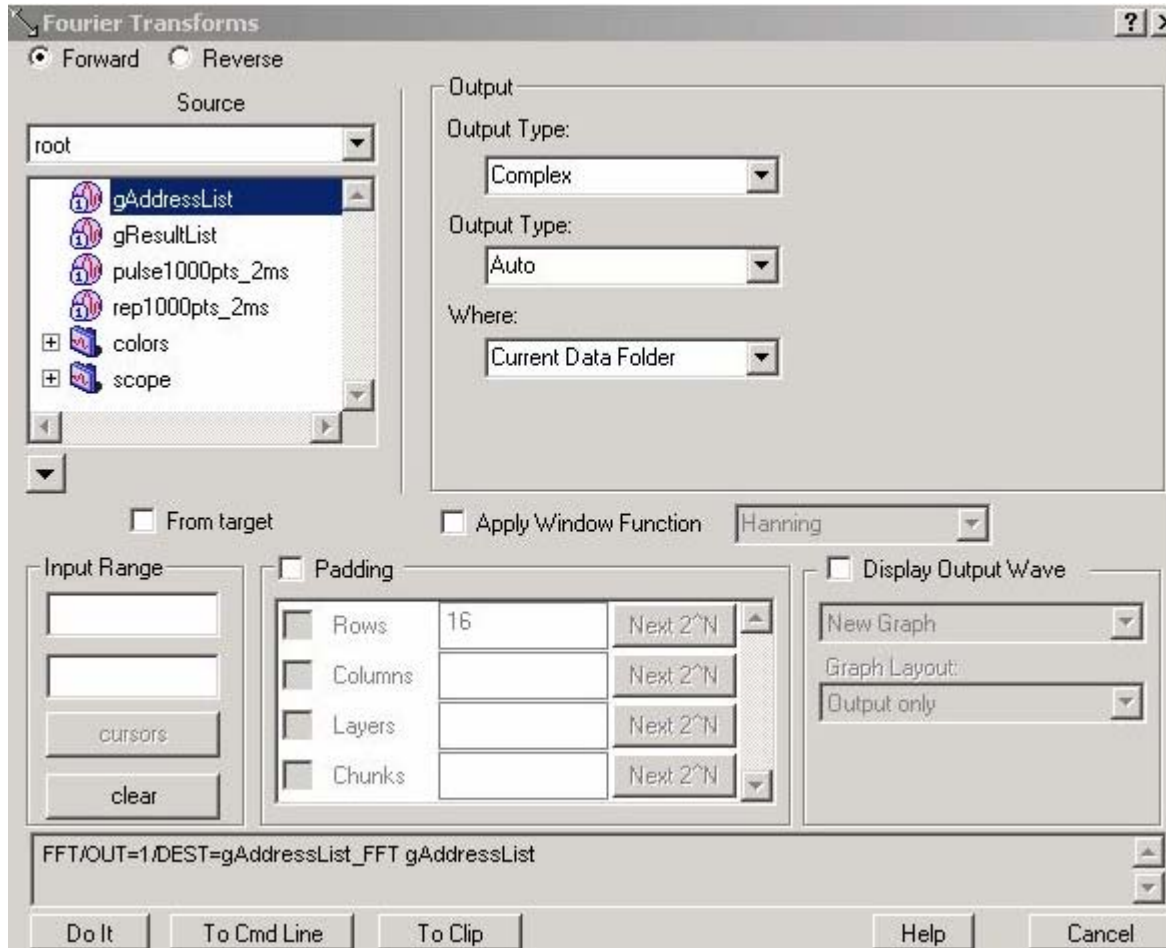 Fourier Transforms
Forward Reverse
Source
root
gAddressList
gResultList
pulse1000pts_2ms
rep1000pts_2ms
colors
scope
From target
Output
Output Type:
Complex
Output Type:
Auto
Where:
Current Data Folder
Apply Window Function Hanning
Input Range
cursors
clear
Padding
Rows 16 Next 2^N
Columns Next 2^N
Layers Next 2^N
Chunks Next 2^N
Display Output Wave
New Graph
Graph Layout:
Output only
FFT/OUT=1/DEST=gAddressList_FFT gAddressList
Do It To Cmd Line To Clip Help Cancel